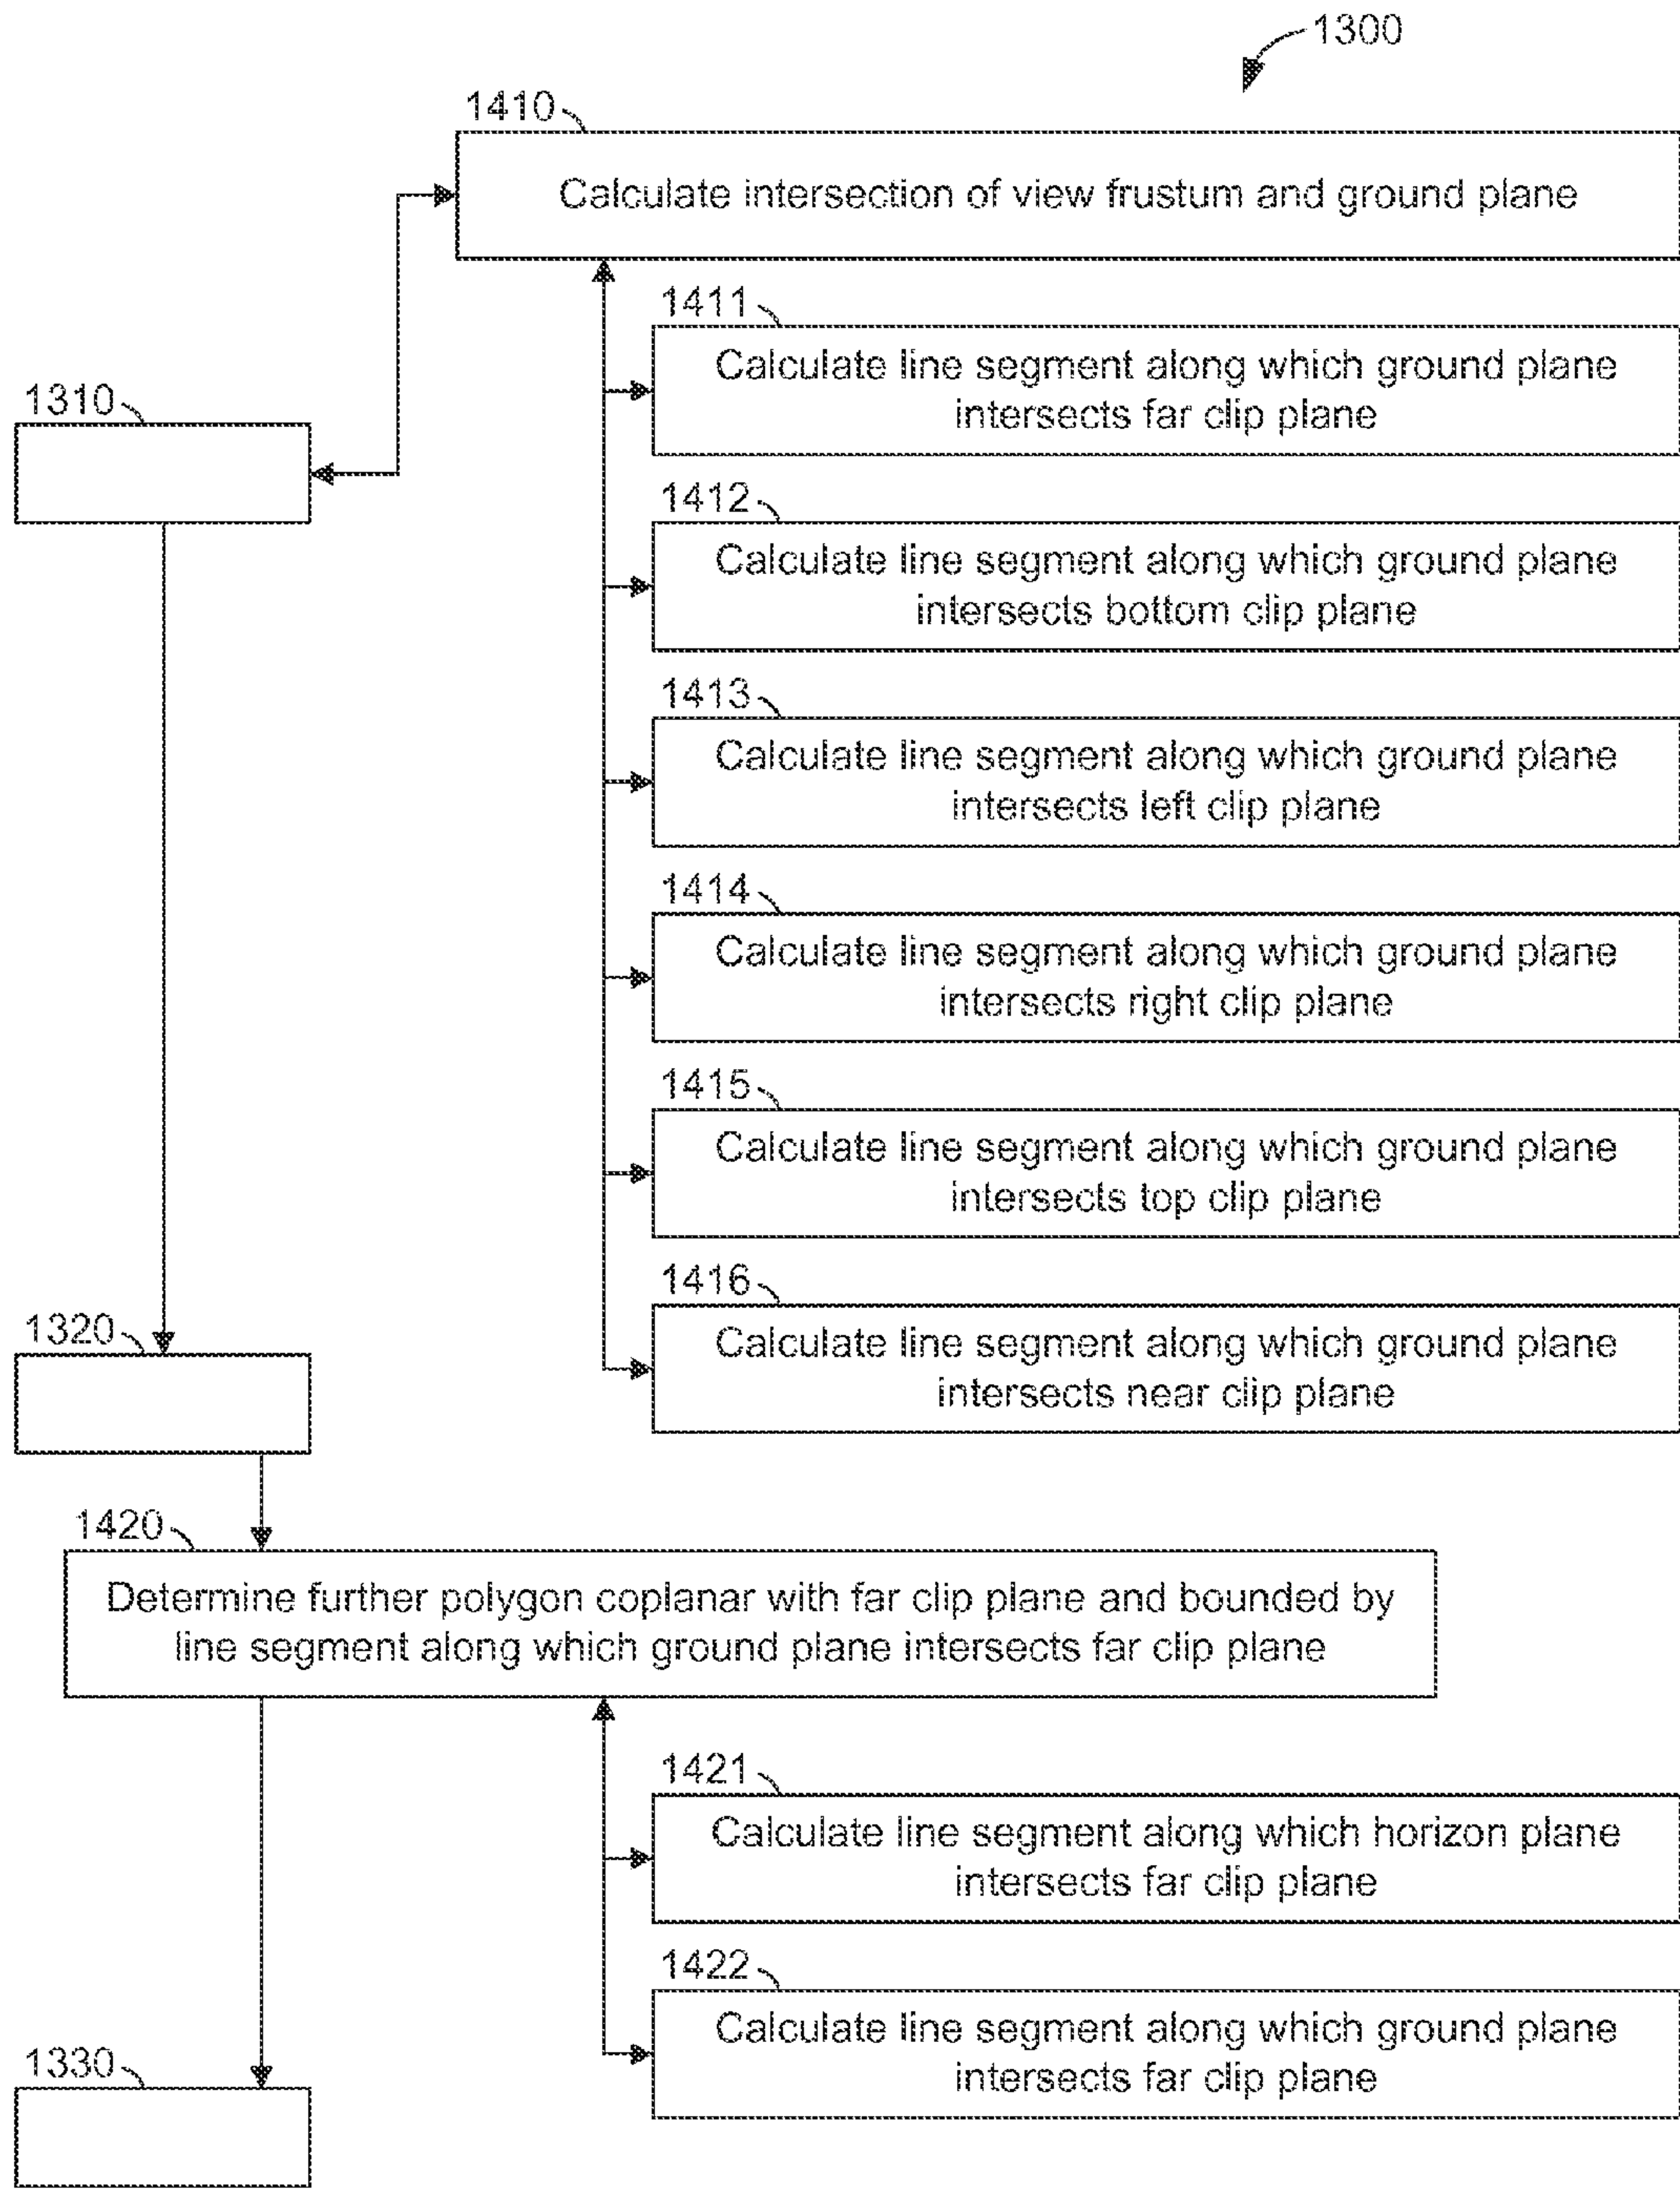 1300
1410
Calculate intersection of view frustum and ground plane
1411
Calculate line segment along which ground plane
intersects far clip plane
1310
1412
Calculate line segment along which ground plane
intersects bottom clip plane
1413
Calculate line segment along which ground plane
intersects left clip plane
1414
Calculate line segment along which ground plane
intersects right clip plane
1415
Calculate line segment along which ground plane
intersects top clip plane
1416
Calculate line segment along which ground plane
intersects near clip plane
1320
1420
Determine further polygon coplanar with far clip plane and bounded by
line segment along which ground plane intersects far clip plane
1421
Calculate line segment along which horizon plane
intersects far clip plane
1422
Calculate line segment along which ground plane
intersects far clip plane
1330